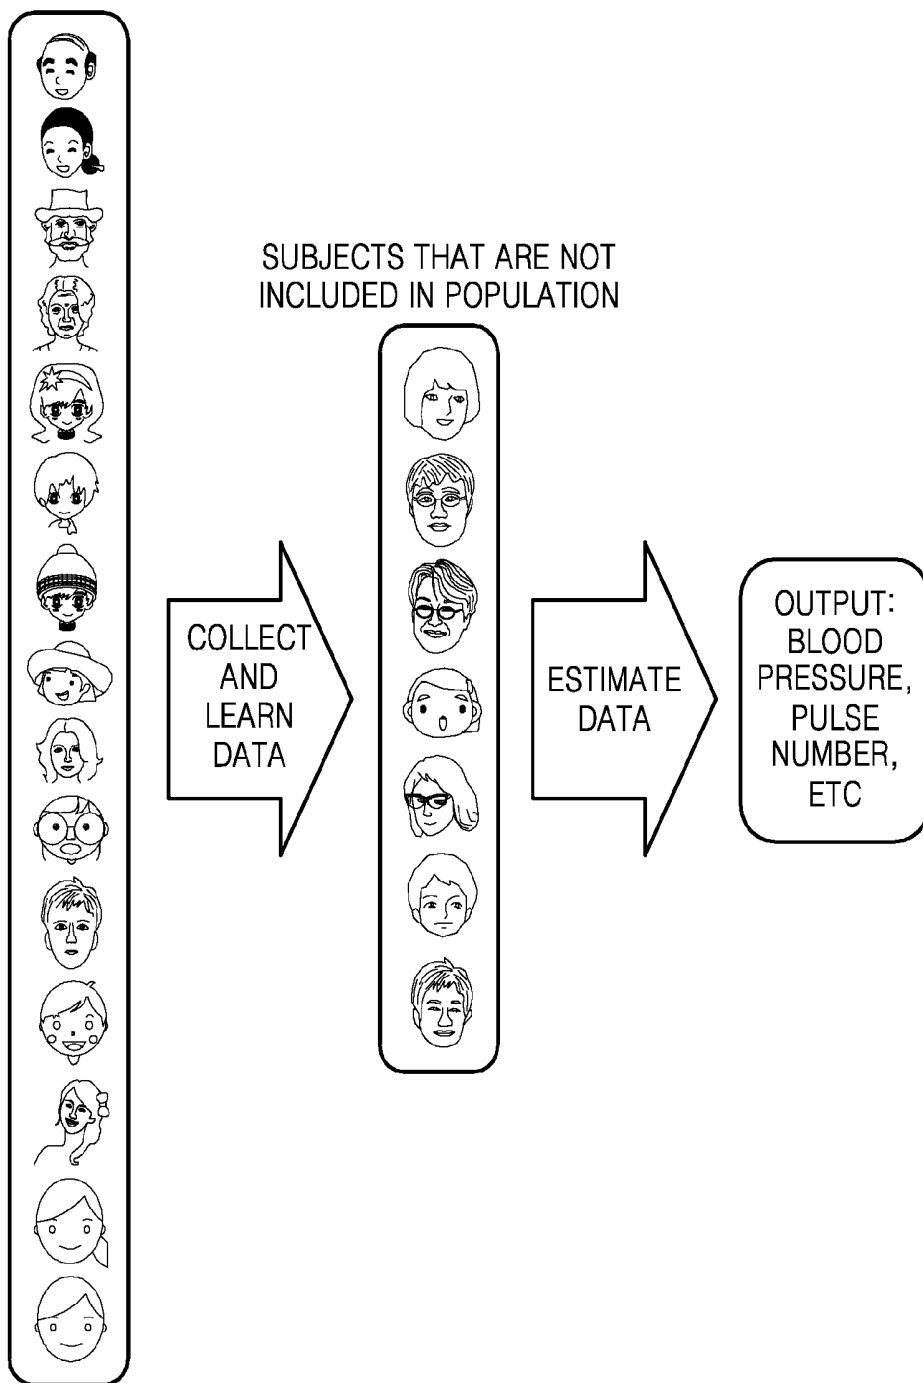 SUBJECTS THAT ARE NOT
INCLUDED IN POPULATION
COLLECT
AND
LEARN
DATA
ESTIMATE
DATA
OUTPUT:
BLOOD
PRESSURE,
PULSE
NUMBER,
ETC